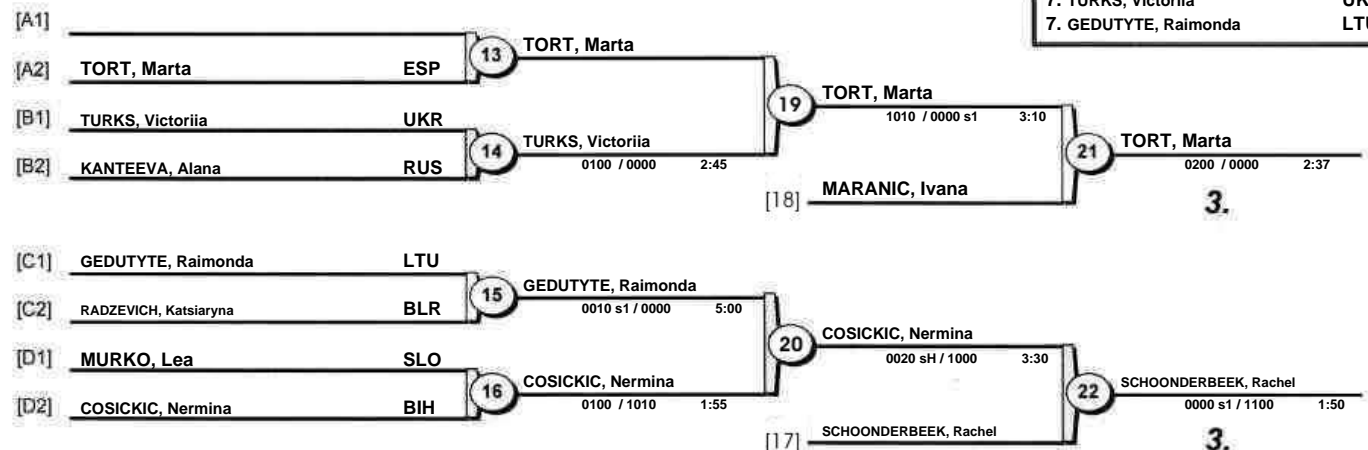 7. TURKS, Victoriia
7. GEDUTYTE, Raimonda LTU
[A1]
[A2] TORT, Marta ESP
13 TORT, Marta
[B1] TURKS, Victoriia UKR
[B2] KANTEEVA, Alana RUS
14 TURKS, Victoriia
0100 / 0000 2:45
19 TORT, Marta
1010 / 0000 s1 3:10
[18] MARANIC, Ivana
21 TORT, Marta
0200 / 0000 2:37
3.
[C1] GEDUTYTE, Raimonda LTU
[C2] RADZEVICH, Katsiaryna BLR
15 GEDUTYTE, Raimonda
0010 s1 / 0000 5:00
[D1] MURKO, Lea SLO
[D2] COSICKIC, Nermina BIH
16 COSICKIC, Nermina
0100 / 1010 1:55
20 COSICKIC, Nermina
0020 sH / 1000 3:30
[17] SCHOONDERBEEK, Rachel
22 SCHOONDERBEEK, Rachel
0000 s1 / 1100 1:50
3.